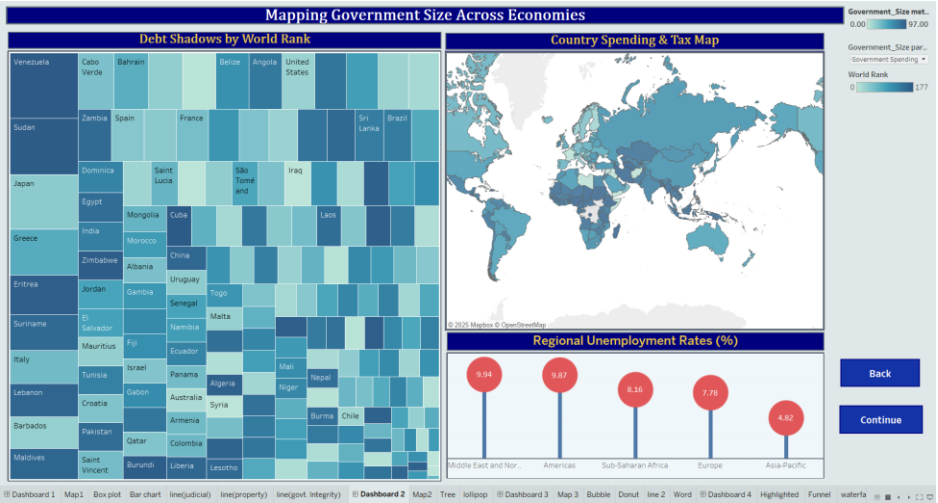 Mapping Government Size Across Economies
Government_Size met..
0.00
97.00
Government_Size par..
Government Spending
World Rank
0
177
Debt Shadows by World Rank
Venezuela
Cabo
Verde
Bahrain
Belize
Angola
United
States
Sudan
Zambia
Spain
France
Sri
Lanka
Brazil
Japan
Dominica
Saint
Lucia
São
Tomé
and
Iraq
Egypt
Greece
India
Mongolia
Cuba
Laos
Morocco
Zimbabwe
China
Albania
Uruguay
Eritrea
Jordan
Gambia
Senegal
Togo
Suriname
El
Salvador
Fiji
Namibia
Malta
Italy
Mauritius
Israel
Ecuador
Tunisia
Panama
Mali
Lebanon
Gabon
Algeria
Niger
Nepal
Croatia
Australia
Syria
Barbados
Pakistan
Armenia
Burma
Chile
Qatar
Colombia
Maldives
Saint
Vincent
Burundi
Liberia
Lesotho
Country Spending & Tax Map
© 2025 Mapbox © OpenStreetMap
Regional Unemployment Rates (%)
9.94
9.87
8.16
7.78
4.82
Middle East and Nor...
Americas
Sub-Saharan Africa
Europe
Asia-Pacific
Back
Continue
Dashboard 1 Map1 Box plot Bar chart line(judicial) line(property) line(govt. integrity) Dashboard 2 Map2 Tree lollipop Dashboard 3 Map 3 Bubble Donut line 2 Word Dashboard 4 Highlighted Funnel waterfa